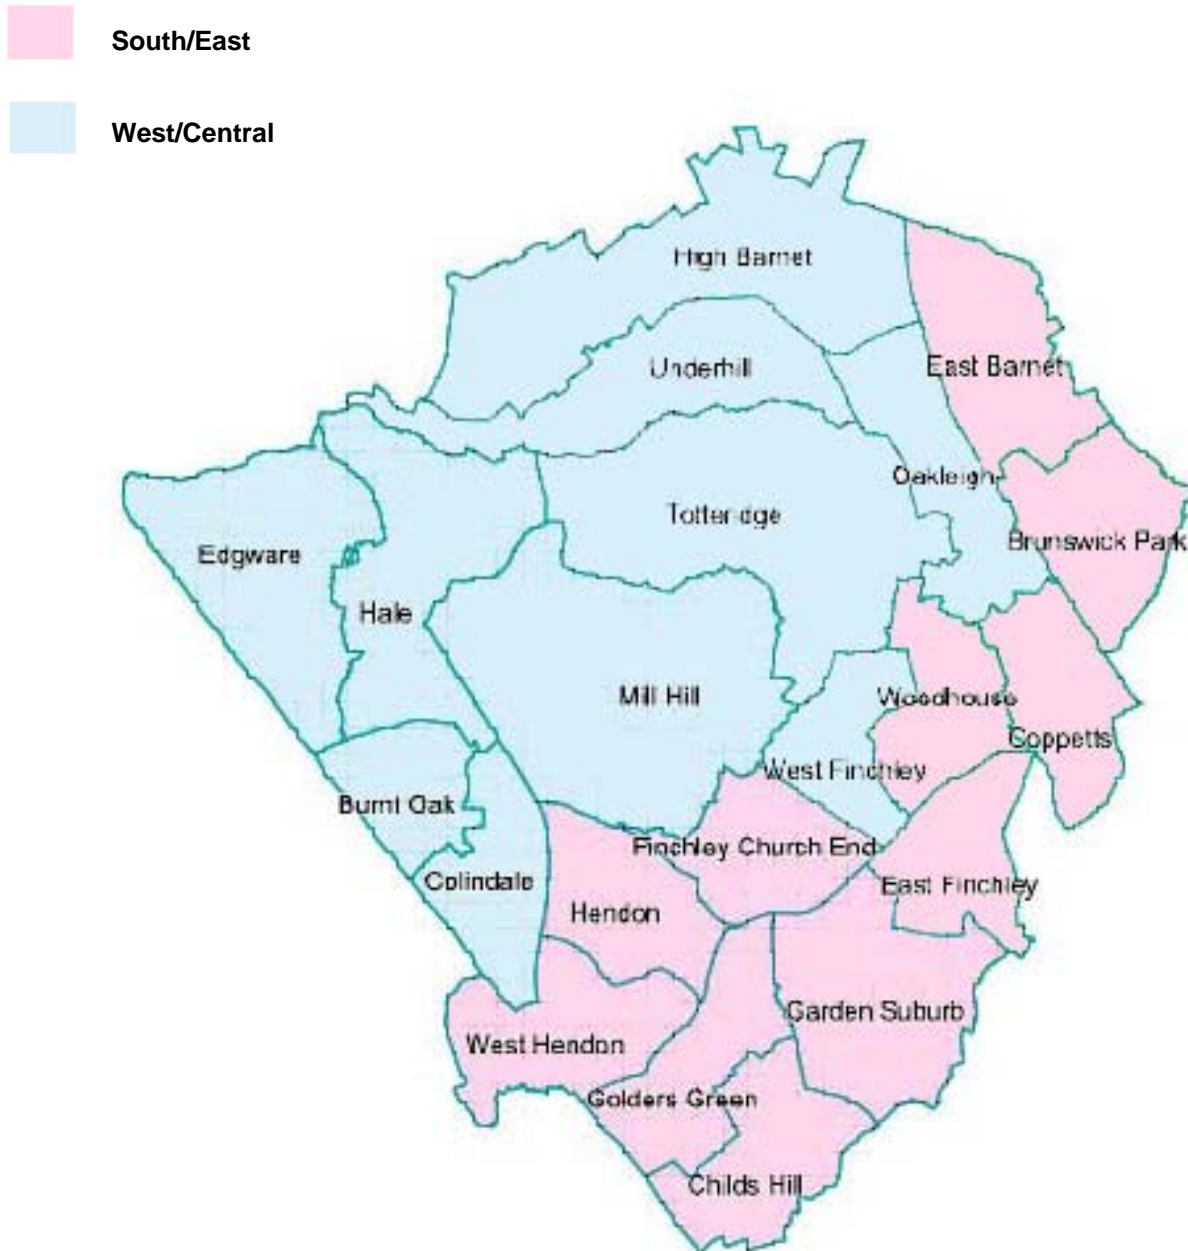 South/East
West/Central
High Barnet
Underhill
East Barnet
Oakleigh
Totteridge
Brunswick Park
Edgware
Hale
Mill Hill
Woodhouse
Coppetts
West Finchley
Burnt Oak
Finchley Church End
Colindale
East Finchley
Hendon
Garden Suburb
West Hendon
Golders Green
Childs Hill